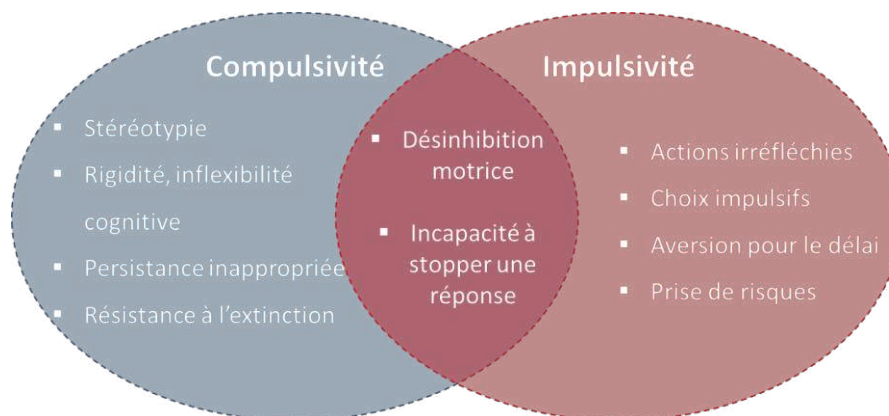 Compulsivité
▪ Stéréotypie
▪ Rigidité, inflexibilité
cognitive
▪ Persistance inappropriée
▪ Résistance à l'extinction
▪ Désinhibition
motrice
▪ Incapacité à
stopper une
réponse
Impulsivité
▪ Actions irréfléchies
▪ Choix impulsifs
▪ Aversion pour le délai
▪ Prise de risques